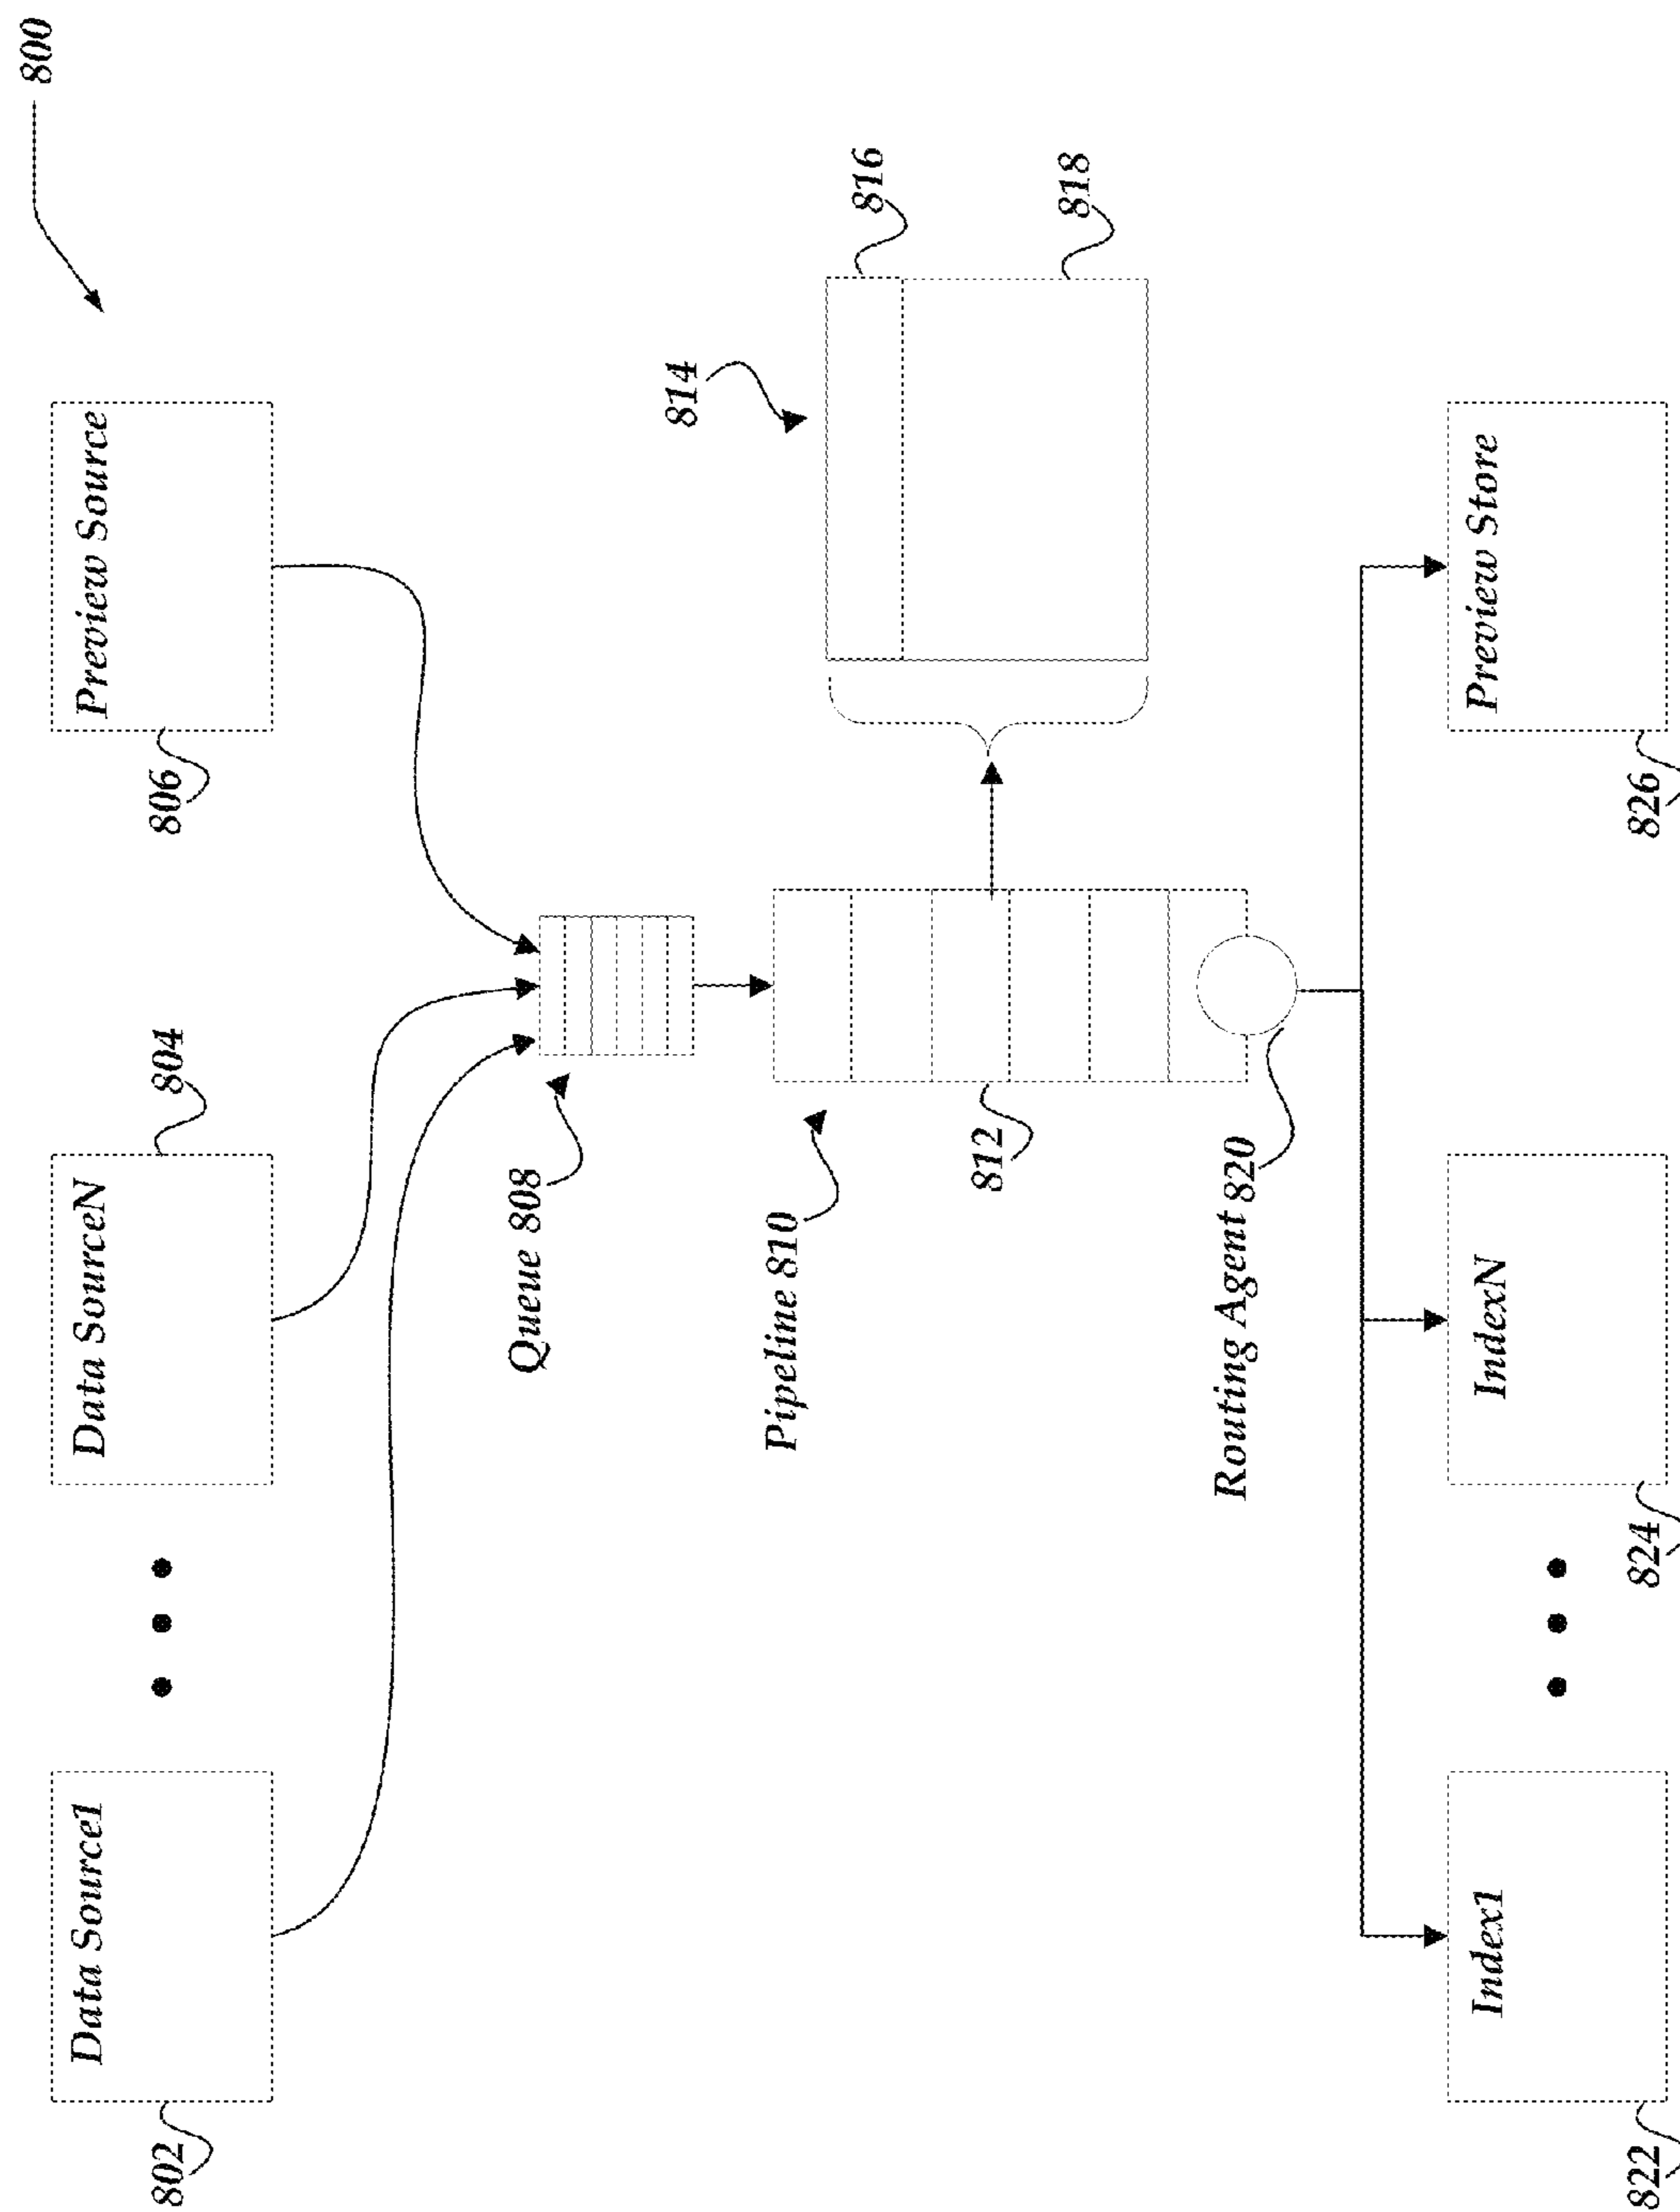 800
Data Source1
Data SourceN
Preview Source
802
804
806
Queue 808
Pipeline 810
812
814
816
818
Routing Agent 820
Index1
IndexN
Preview Store
822
824
826